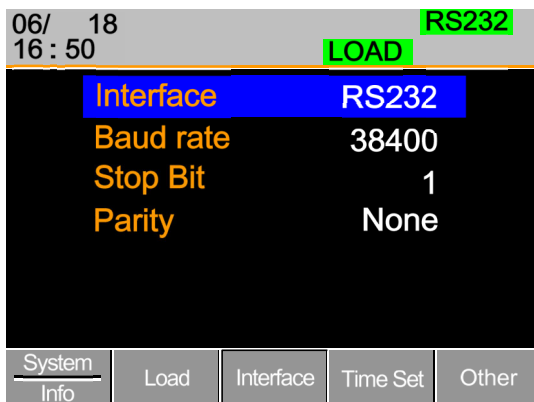 06/ 18 RS232
16 : 50 LOAD
Interface RS232
Baud rate 38400
Stop Bit 1
Parity None
System Info Load Interface Time Set Other